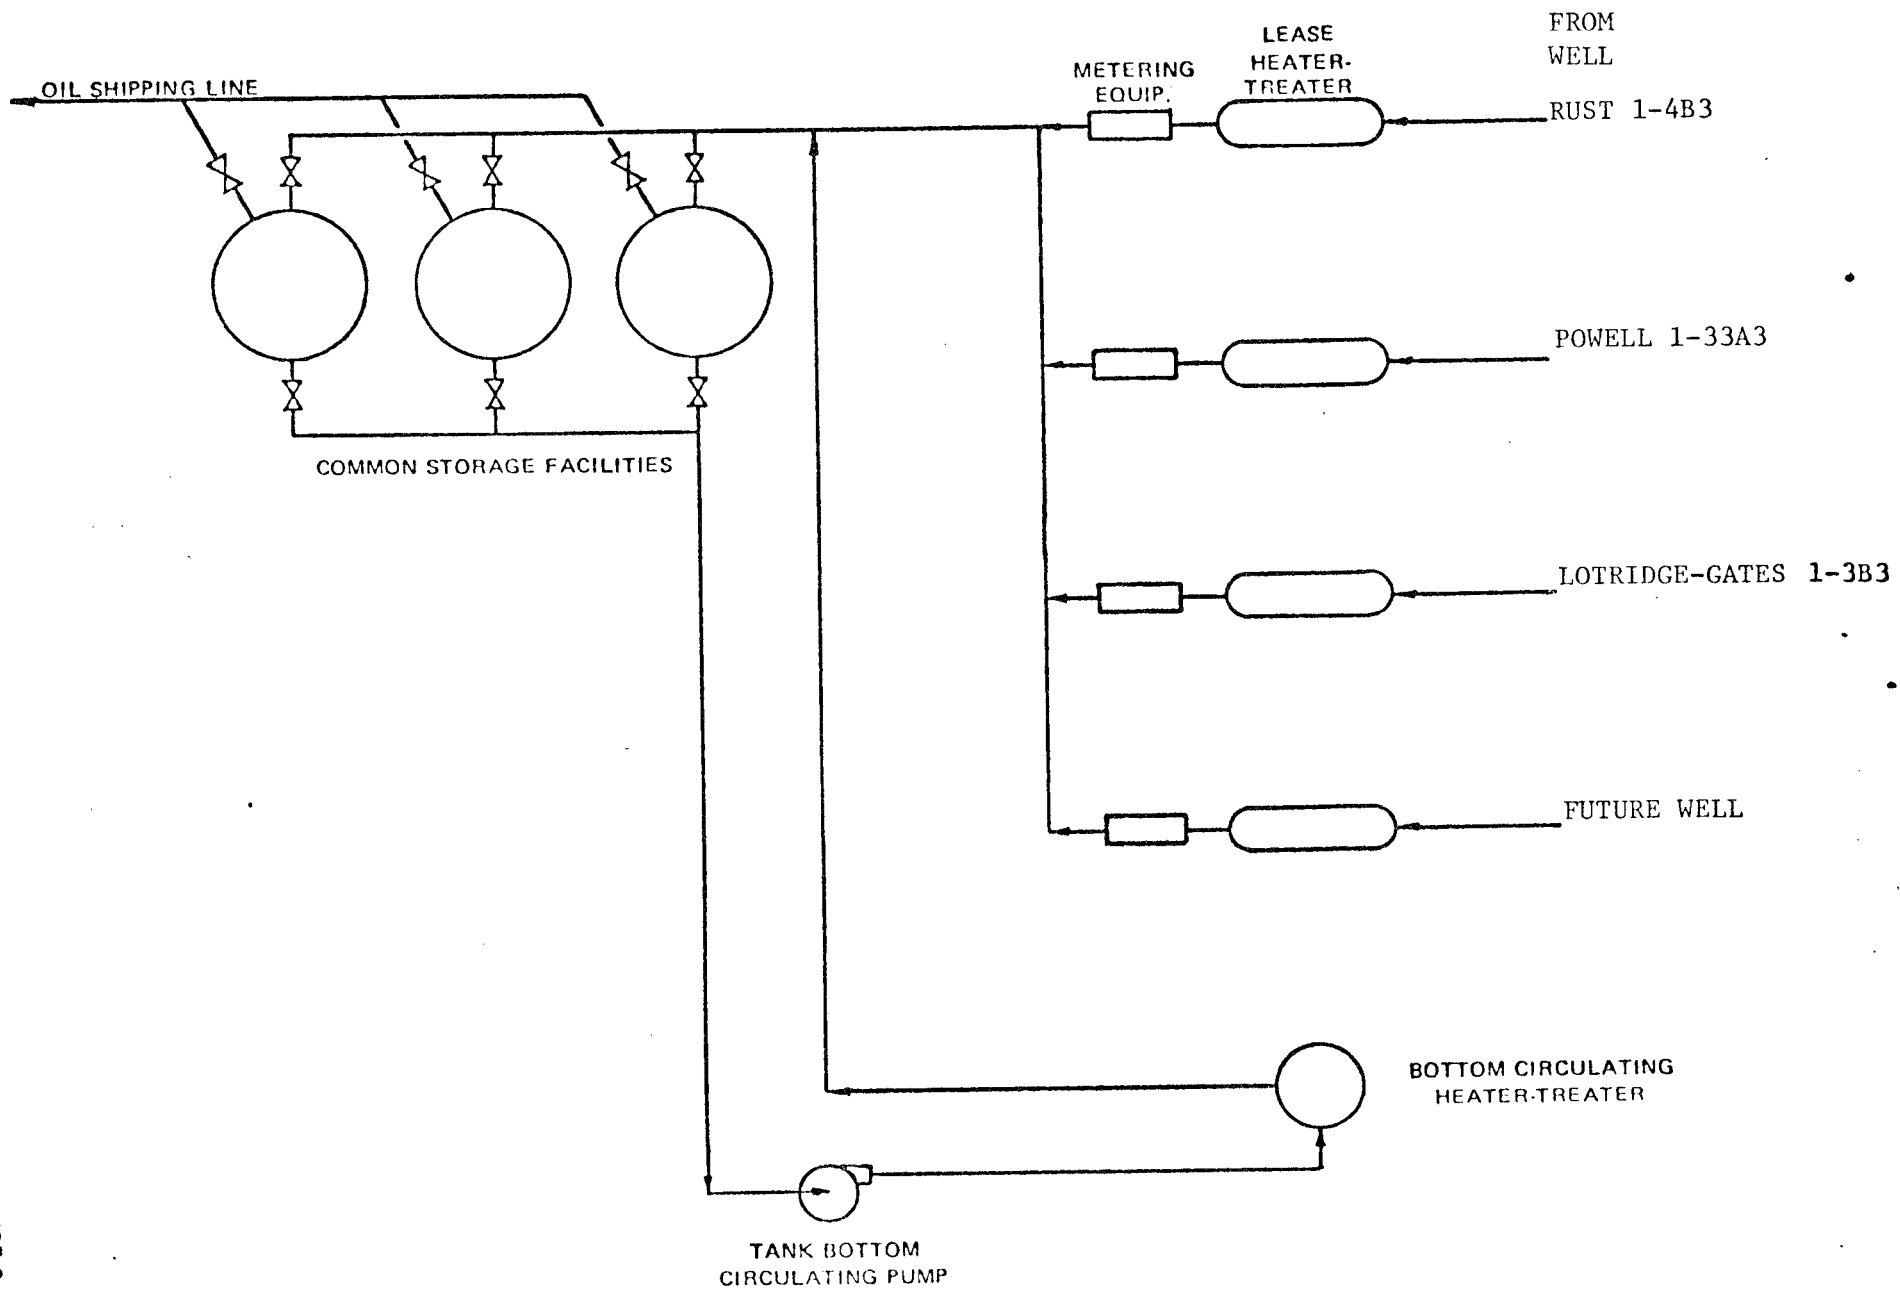 FROM
WELL
LEASE
HEATER-
TREATER
METERING
EQUIP.
OIL SHIPPING LINE
RUST 1-4B3
POWELL 1-33A3
COMMON STORAGE FACILITIES
LOTRIDGE-GATES 1-3B3
FUTURE WELL
BOTTOM CIRCULATING
HEATER-TREATER
TANK BOTTOM
CIRCULATING PUMP